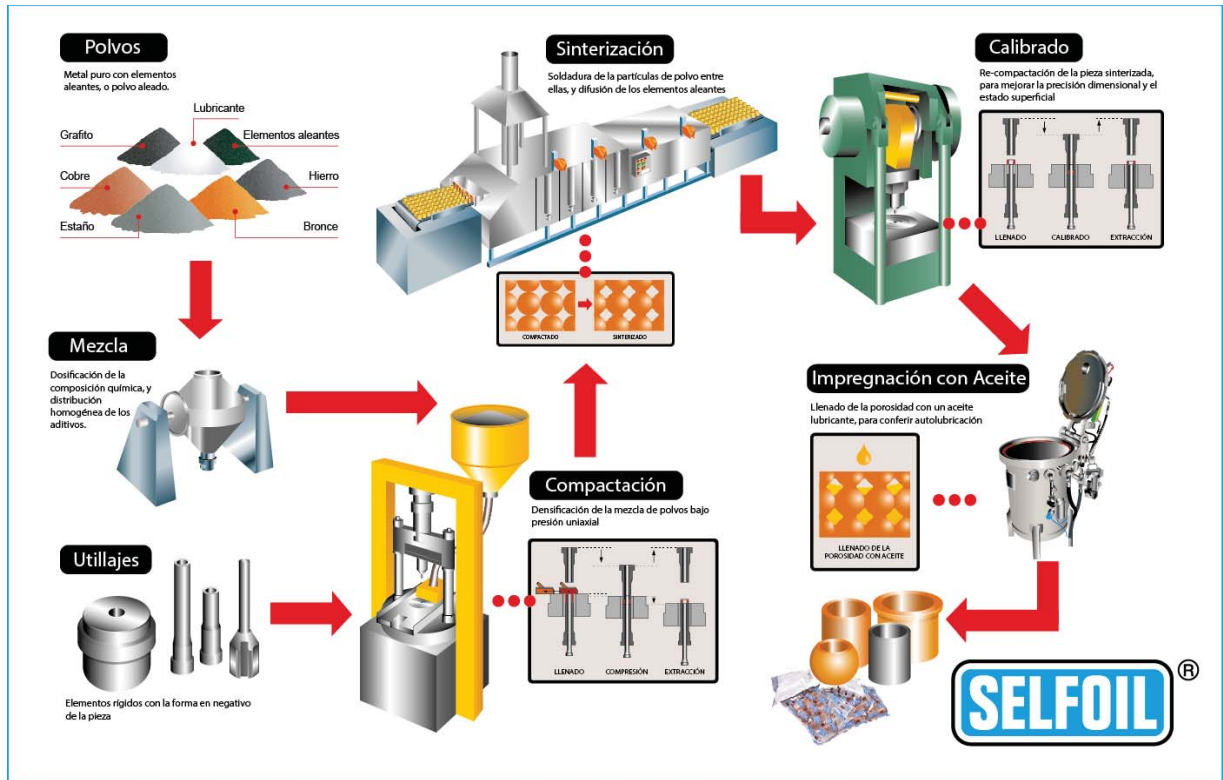 Polvos
Metal puro con elementos
aleantes, o polvo aleado.
Lubricante
Grafito
Elementos aleantes
Cobre
Hierro
Estaño
Bronce
Mezcla
Dosificación de la
composición química, y
distribución
homogénea de los
aditivos.
Utillajes
Elementos rígidos con la forma en negativo
de la pieza
Compactación
Densificación de la mezcla de polvos bajo
presión uniaxial
LLENADO
COMPRESIÓN
EXTRACCIÓN
Sinterización
Soldadura de la partículas de polvo entre
ellas, y difusión de los elementos aleantes
COMPACTADO
SINTERIZADO
Calibrado
Re-compactación de la pieza sinterizada,
para mejorar la precisión dimensional y el
estado superficial
LLENADO
CALIBRADO
EXTRACCIÓN
Impregnación con Aceite
Llenado de la porosidad con un aceite
lubricante, para conferir autolubricación
LLENADO DE LA
POROSIDAD CON ACEITE
SELFOIL®